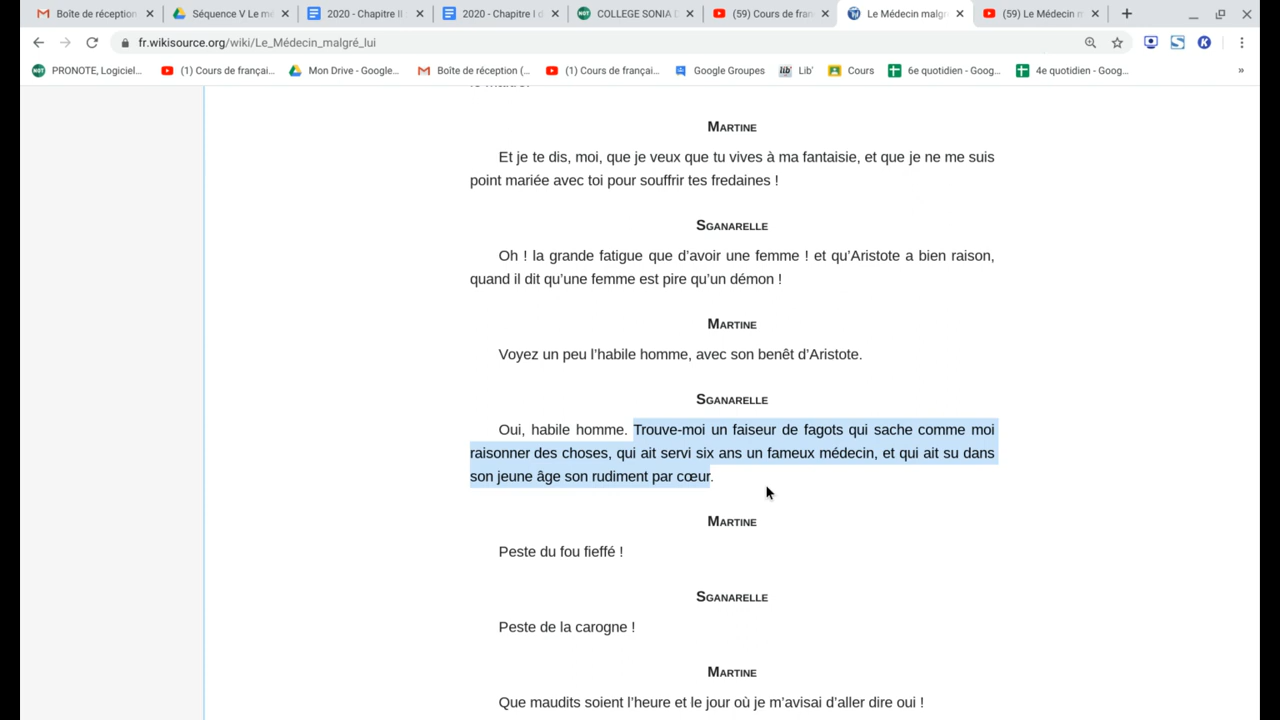 Boîte de réception
Séquence V Le mé
2020 - Chapitre II
2020 - Chapitre I d
COLLEGE SONIA D
(59) Cours de fran
Le Médecin malgr
(59) Le Médecin m
fr.wikisource.org/wiki/Le_Médecin_malgré_lui
PRONOTE, Logiciel...
(1) Cours de françai...
Mon Drive - Google...
Boîte de réception (...
(1) Cours de françai...
Google Groupes
lib' Lib'
Cours
6e quotidien - Goog...
4e quotidien - Goog...
»
MARTINE
Et je te dis, moi, que je veux que tu vives à ma fantaisie, et que je ne me suis
point mariée avec toi pour souffrir tes fredaines !
SGANARELLE
Oh ! la grande fatigue que d’avoir une femme ! et qu’Aristote a bien raison,
quand il dit qu’une femme est pire qu’un démon !
MARTINE
Voyez un peu l’habile homme, avec son benêt d’Aristote.
SGANARELLE
Oui, habile homme. Trouve-moi un faiseur de fagots qui sache comme moi
raisonner des choses, qui ait servi six ans un fameux médecin, et qui ait su dans
son jeune âge son rudiment par cœur.
MARTINE
Peste du fou fieffé !
SGANARELLE
Peste de la carogne !
MARTINE
Que maudits soient l’heure et le jour où je m’avisai d’aller dire oui !